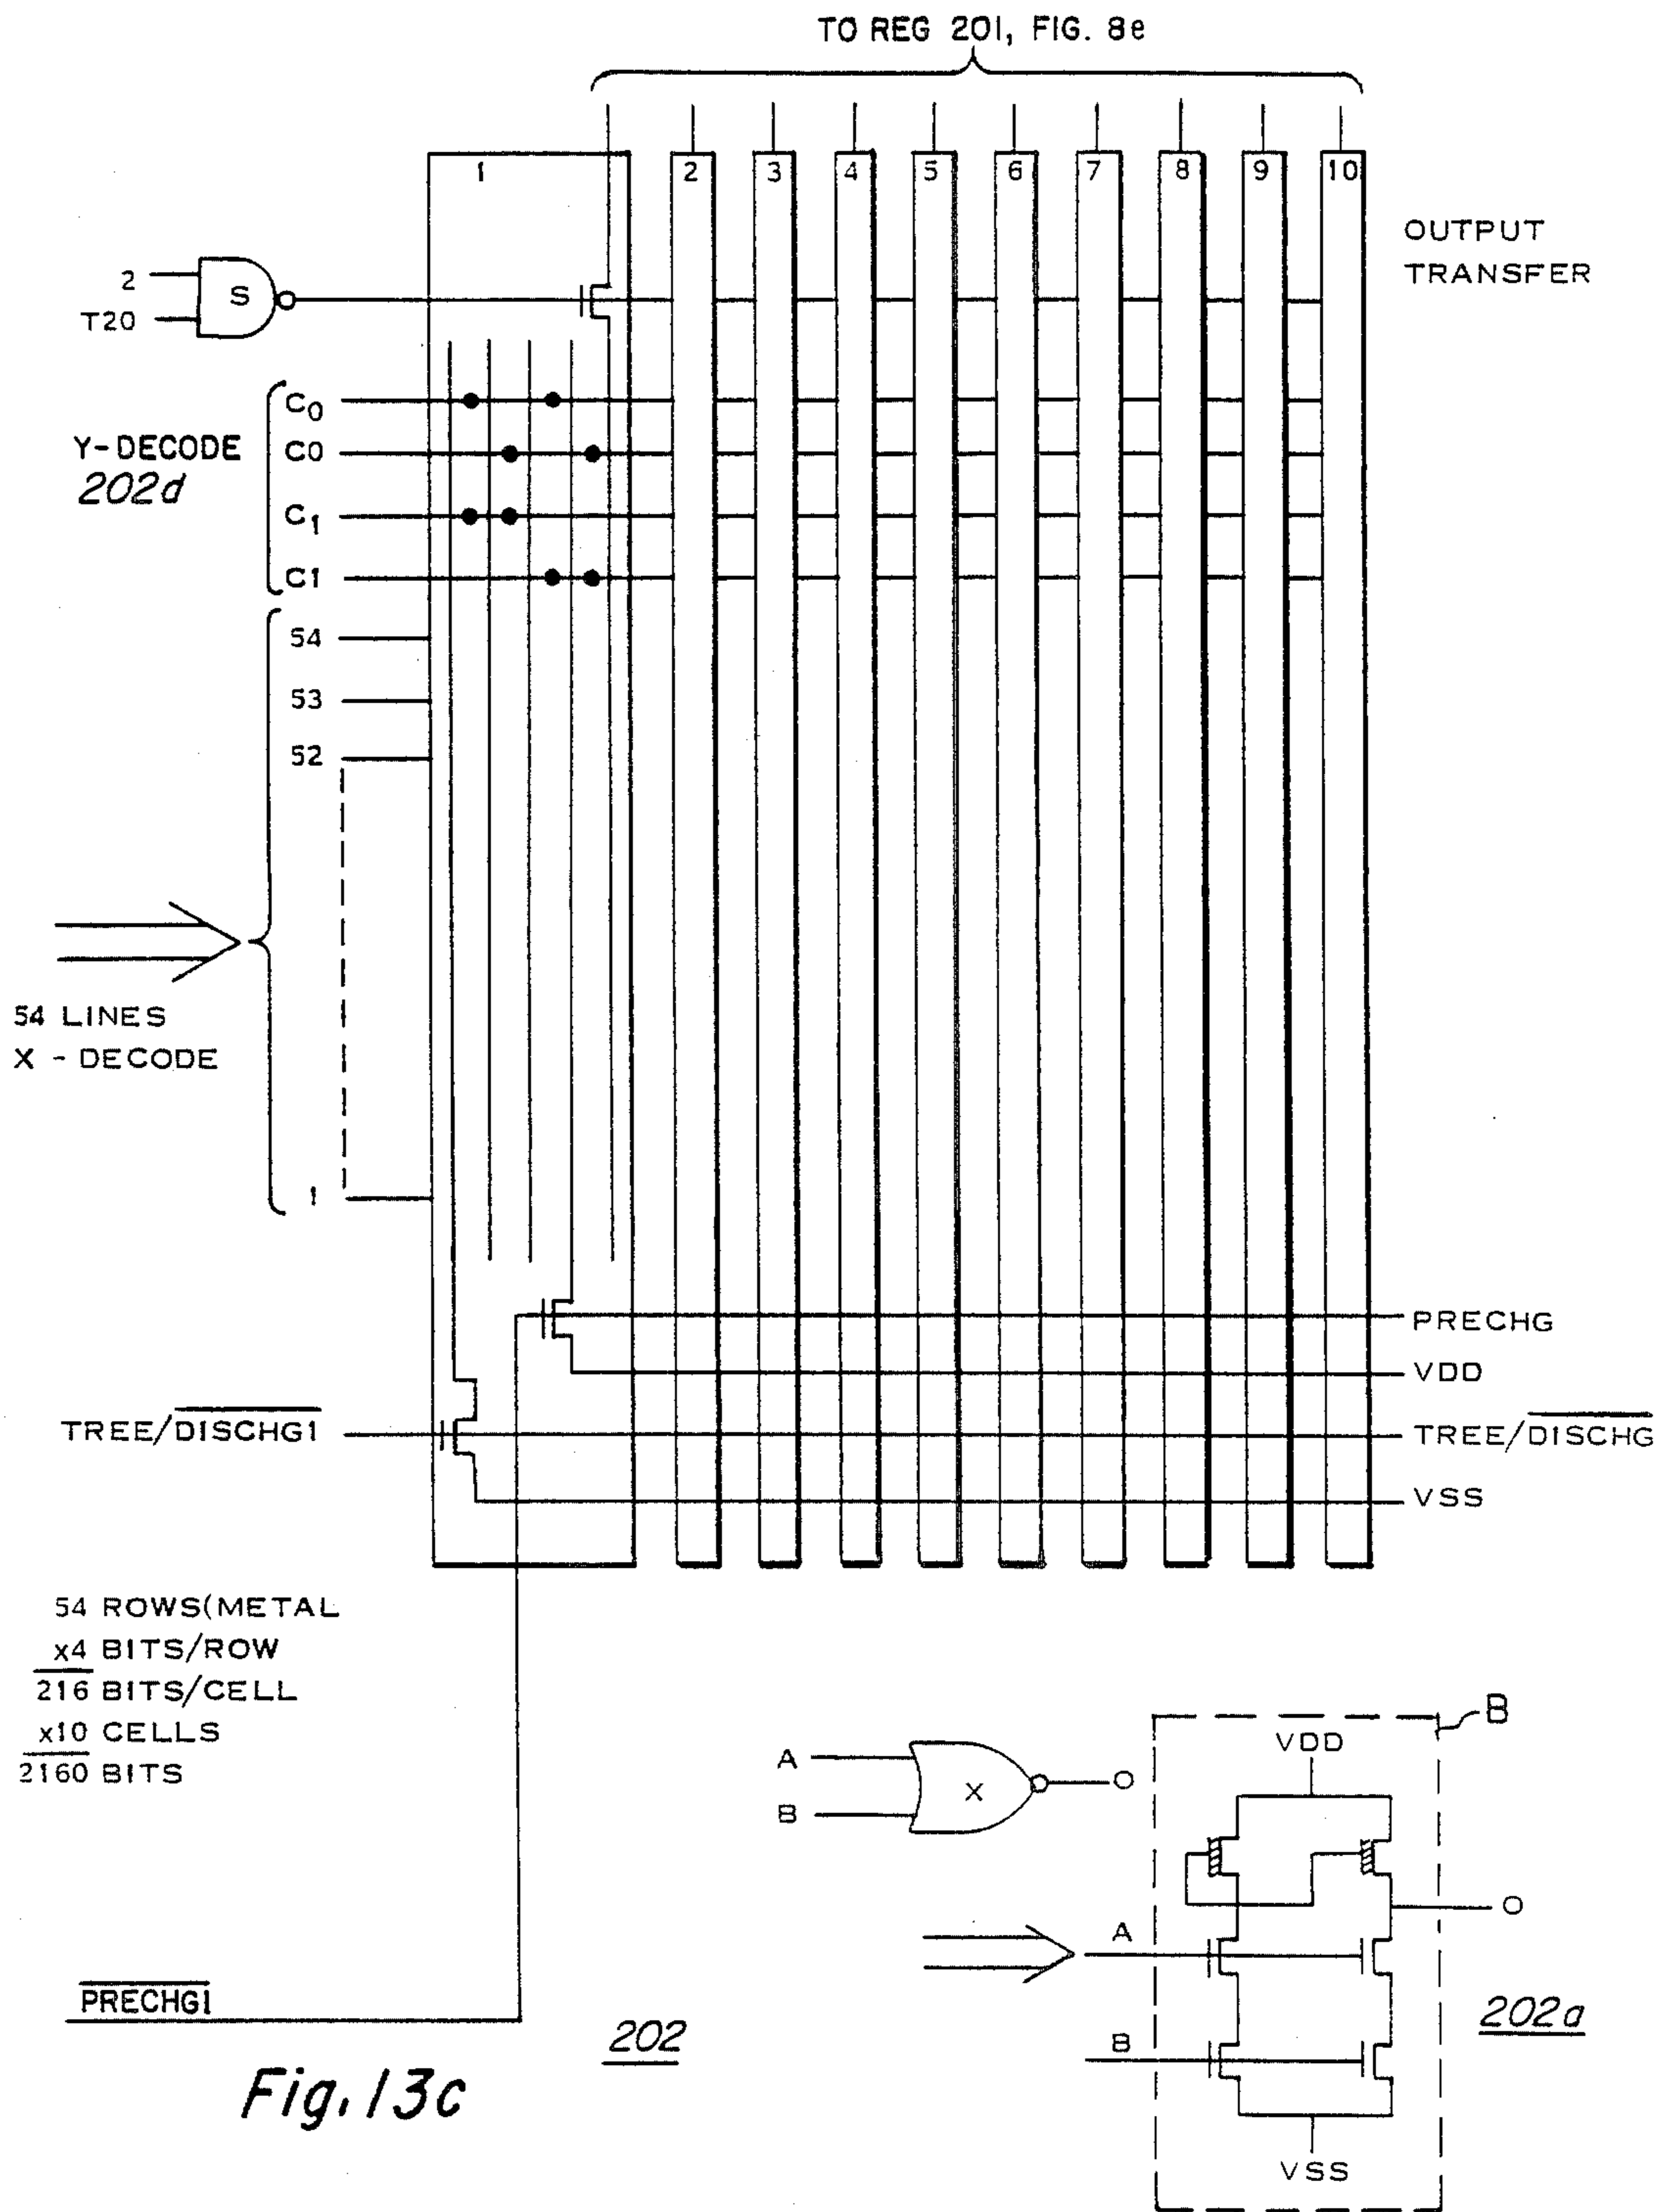 TO REG 201, FIG. 8e
1 2 3 4 5 6 7 8 9 10
OUTPUT
TRANSFER
2
T20
S
Y-DECODE
202d
C0
C0
C1
C1
54
53
52
54 LINES
X - DECODE
1
PRECHG
VDD
TREE/DISCHG1
TREE/DISCHG
VSS
54 ROWS(METAL
x4 BITS/ROW
216 BITS/CELL
x10 CELLS
2160 BITS
A
B
X
O
B
VDD
O
A
B
VSS
202a
PRECHG1
202
Fig. 13c